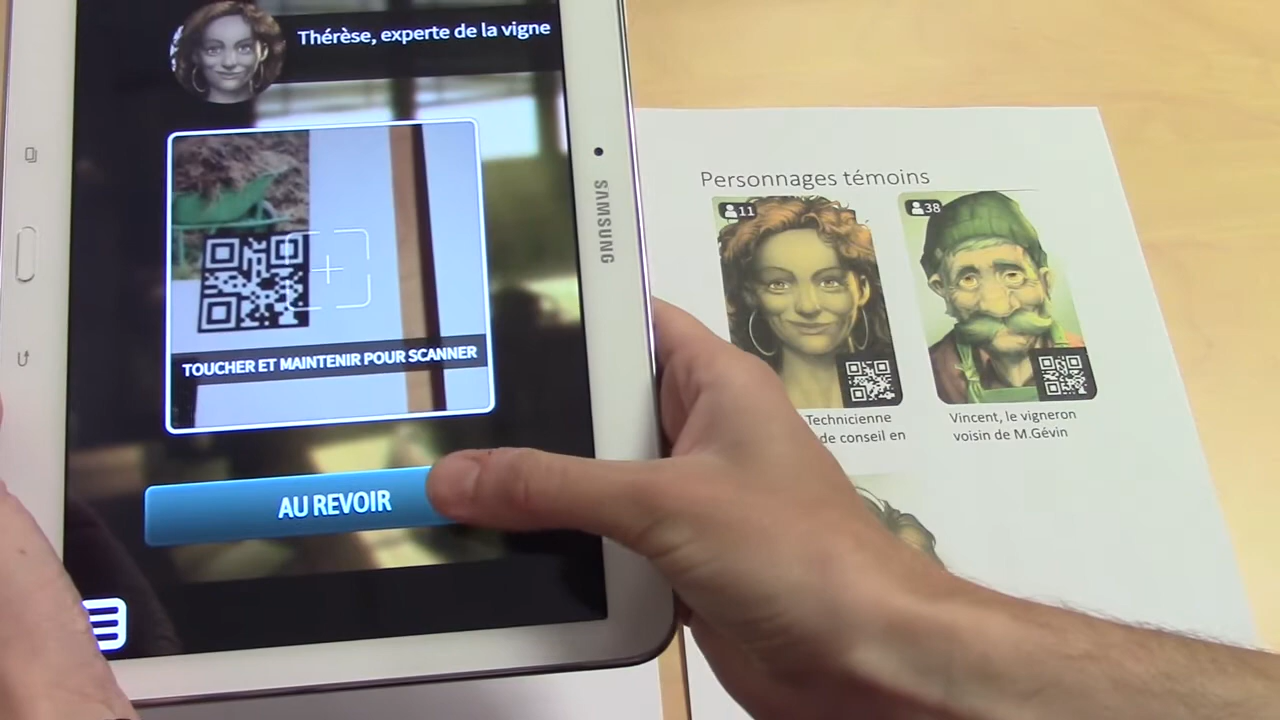 Thérèse, experte de la vigne
TOUCHER ET MAINTENIR POUR SCANNER
AU REVOIR
SAMSUNG
Personnages témoins
11
38
Technicienne
de conseil en
Vincent, le vigneron
voisin de M.Gévin